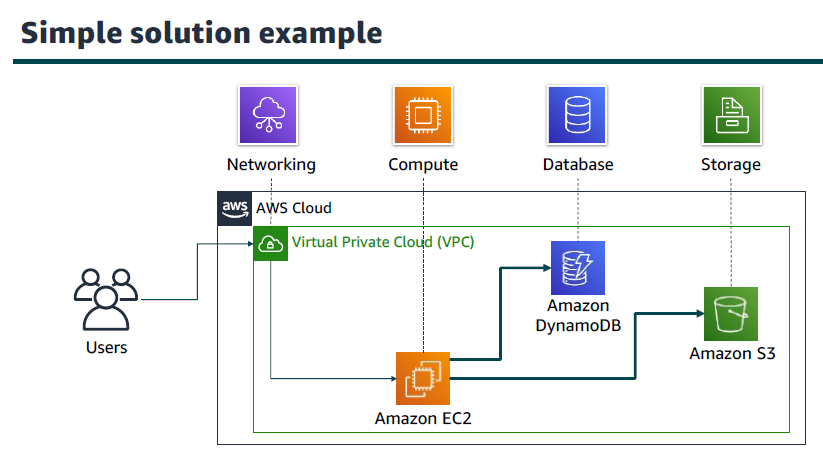 Simple solution example
Networking
Compute
Database
Storage
aws
AWS Cloud
Virtual Private Cloud (VPC)
Users
Amazon
DynamoDB
Amazon S3
Amazon EC2